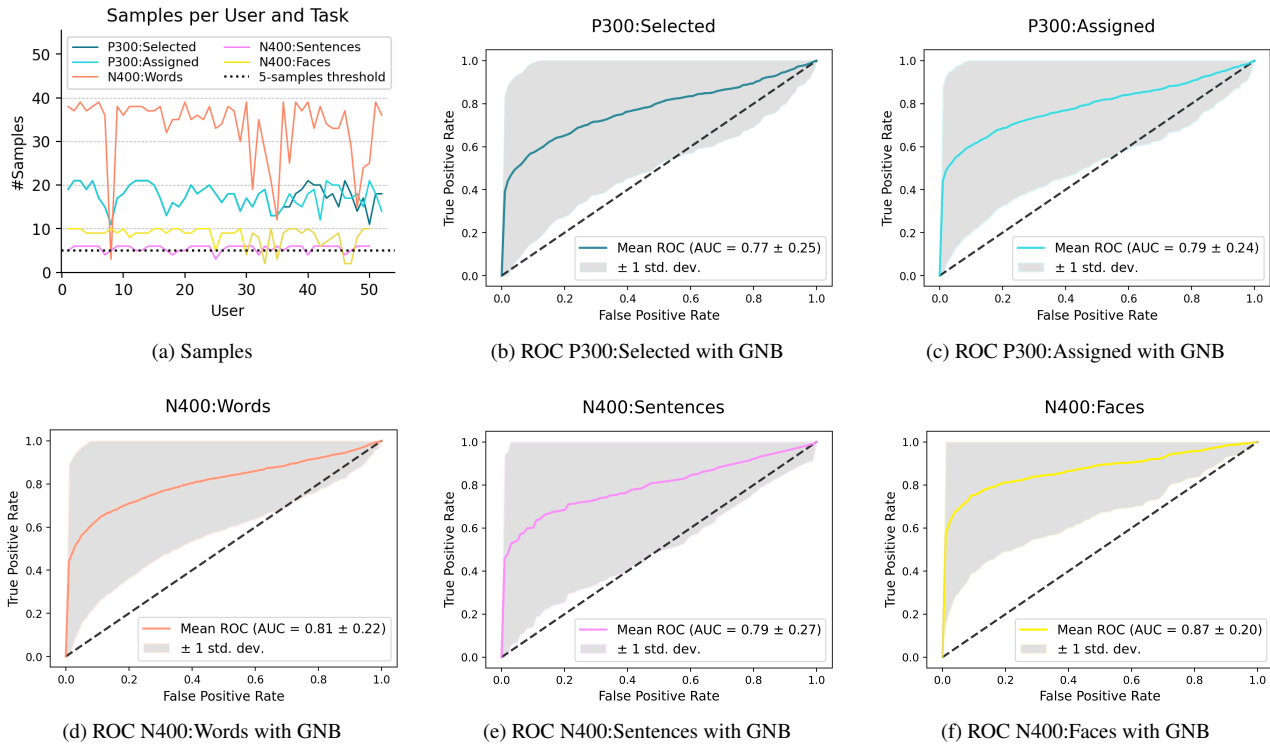 Samples per User and Task
P300:Selected
P300:Assigned
N400:Words
N400:Sentences
N400:Faces
5-samples threshold
#Samples
50
40
30
20
10
0
0 10 20 30 40 50
User
(a) Samples
P300:Selected
True Positive Rate
1.0
0.8
0.6
0.4
0.2
0.0
Mean ROC (AUC = 0.77 ± 0.25)
± 1 std. dev.
0.0 0.2 0.4 0.6 0.8 1.0
False Positive Rate
(b) ROC P300:Selected with GNB
P300:Assigned
True Positive Rate
1.0
0.8
0.6
0.4
0.2
0.0
Mean ROC (AUC = 0.79 ± 0.24)
± 1 std. dev.
0.0 0.2 0.4 0.6 0.8 1.0
False Positive Rate
(c) ROC P300:Assigned with GNB
N400:Words
True Positive Rate
1.0
0.8
0.6
0.4
0.2
0.0
Mean ROC (AUC = 0.81 ± 0.22)
± 1 std. dev.
0.0 0.2 0.4 0.6 0.8 1.0
False Positive Rate
(d) ROC N400:Words with GNB
N400:Sentences
True Positive Rate
1.0
0.8
0.6
0.4
0.2
0.0
Mean ROC (AUC = 0.79 ± 0.27)
± 1 std. dev.
0.0 0.2 0.4 0.6 0.8 1.0
False Positive Rate
(e) ROC N400:Sentences with GNB
N400:Faces
True Positive Rate
1.0
0.8
0.6
0.4
0.2
0.0
Mean ROC (AUC = 0.87 ± 0.20)
± 1 std. dev.
0.0 0.2 0.4 0.6 0.8 1.0
False Positive Rate
(f) ROC N400:Faces with GNB